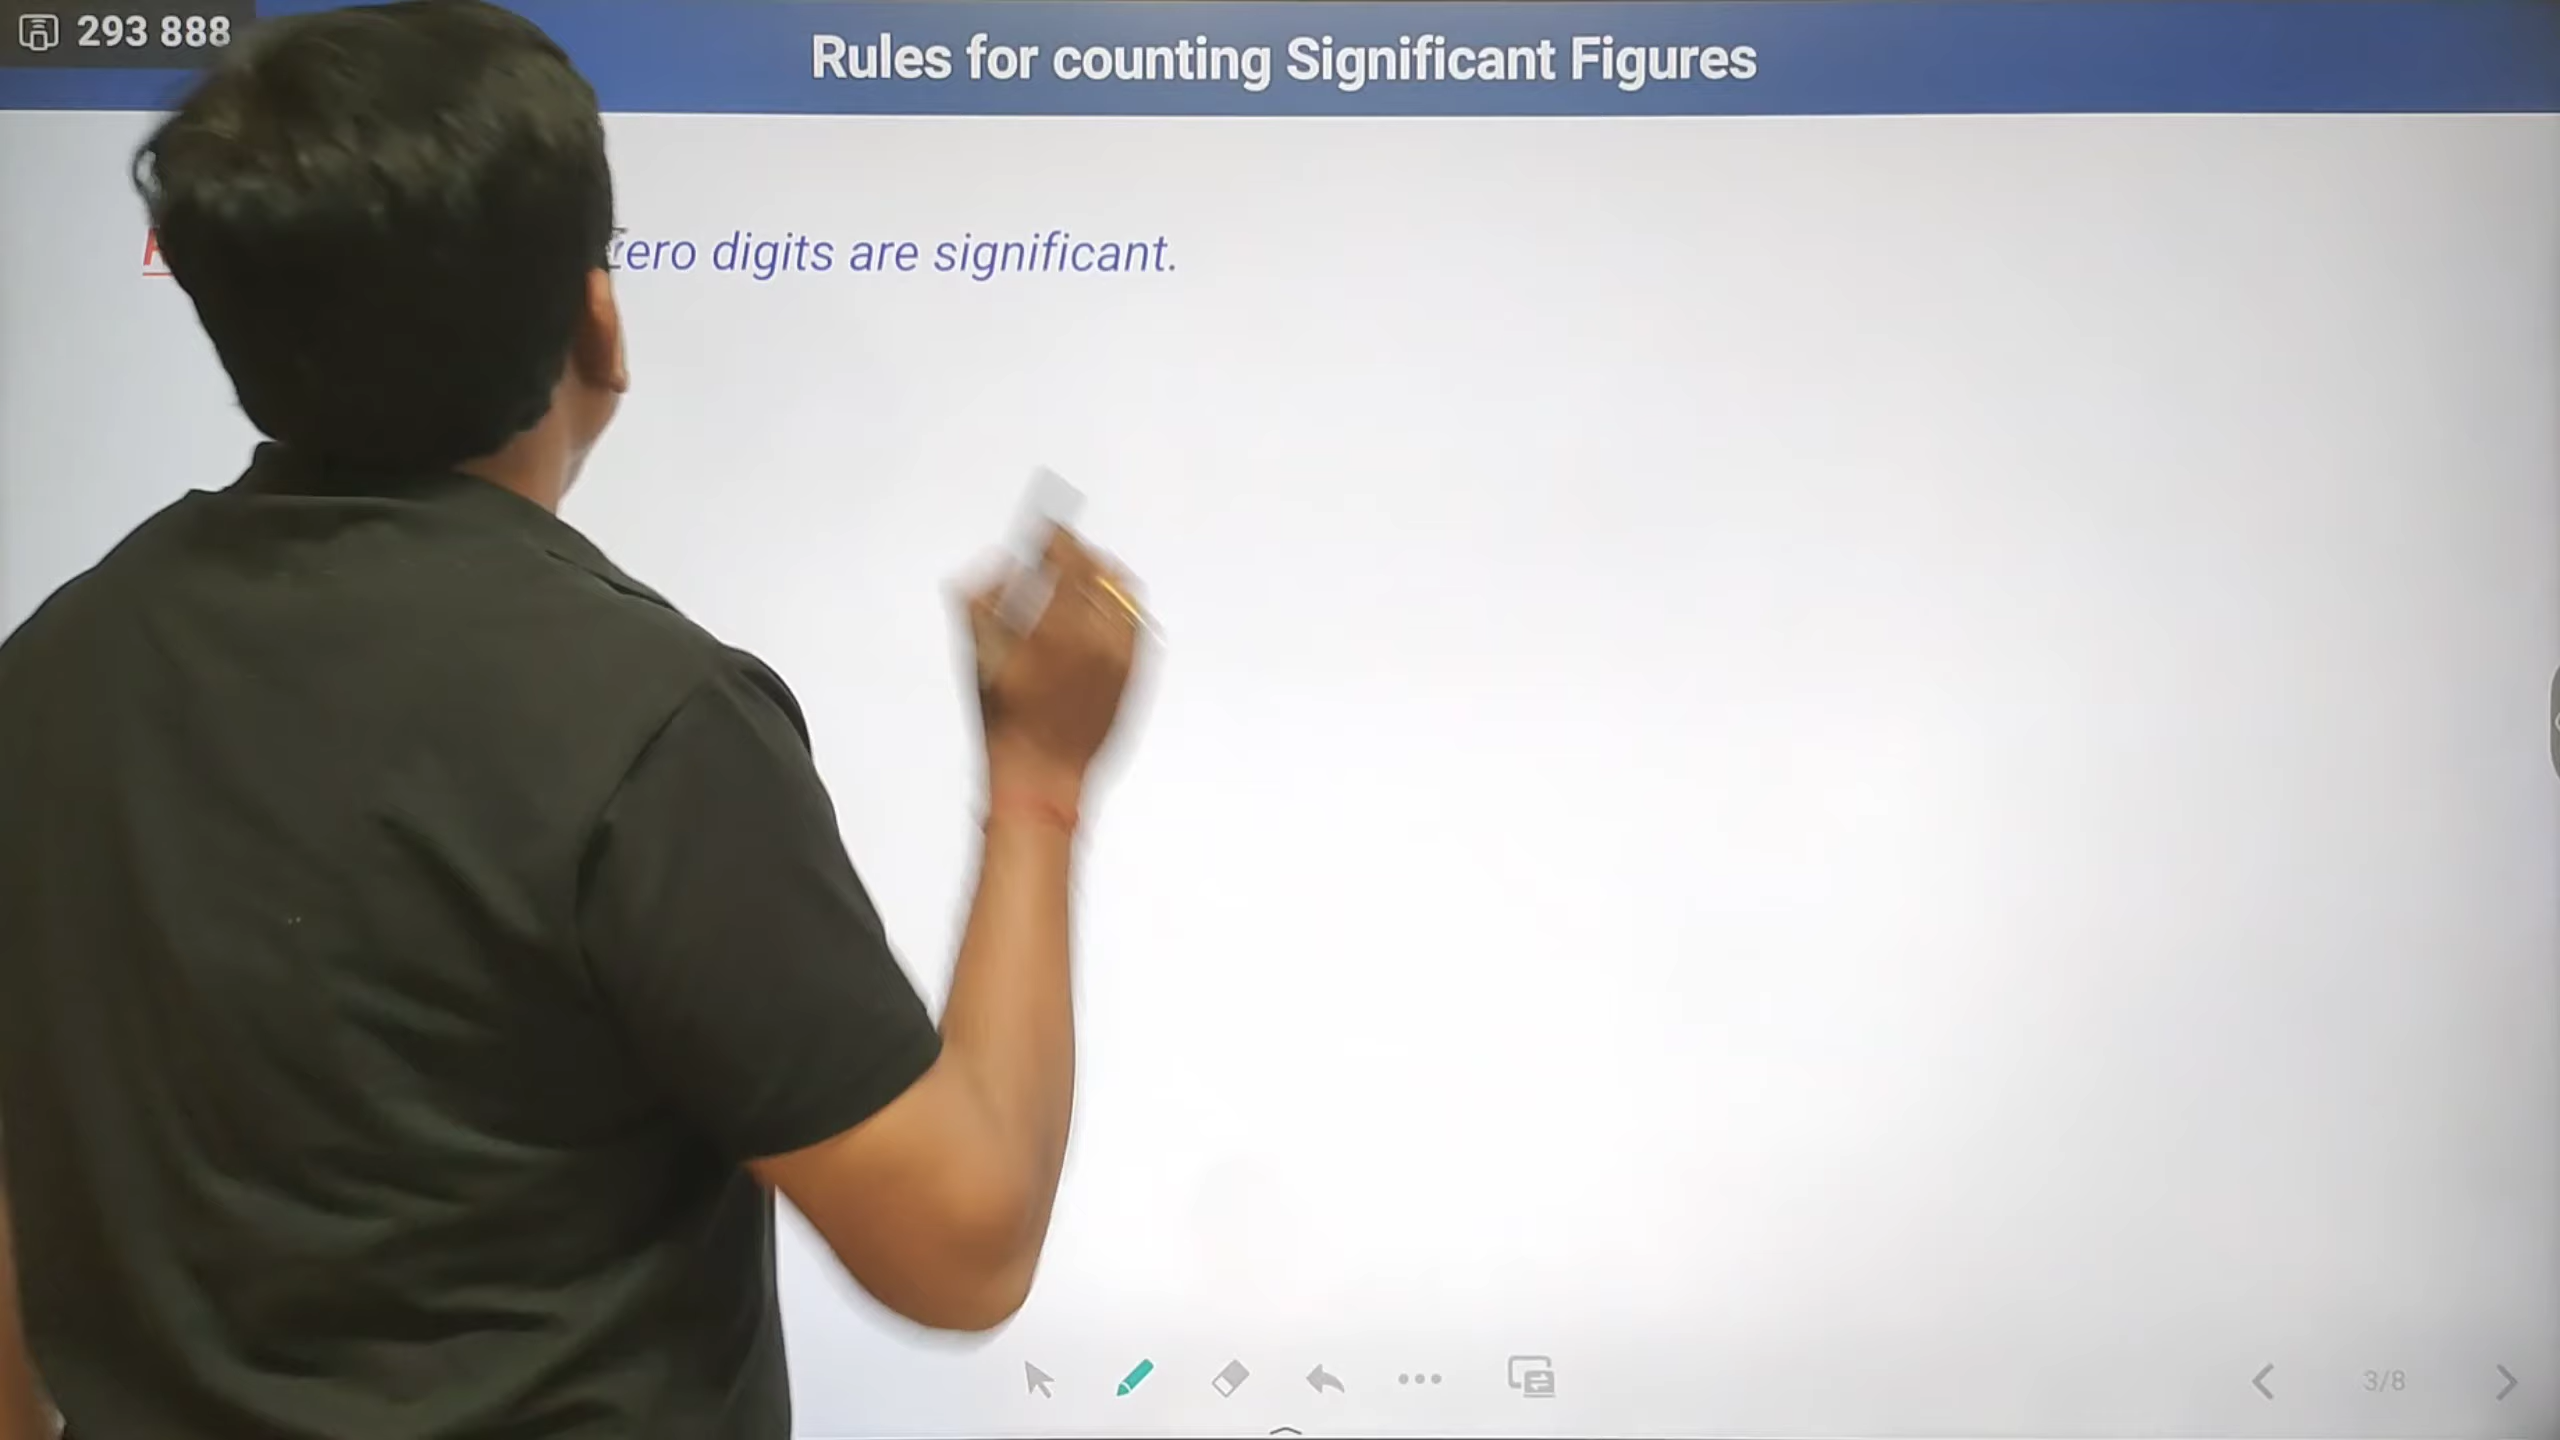 293 888
Rules for counting Significant Figures
zero digits are significant.
3/8